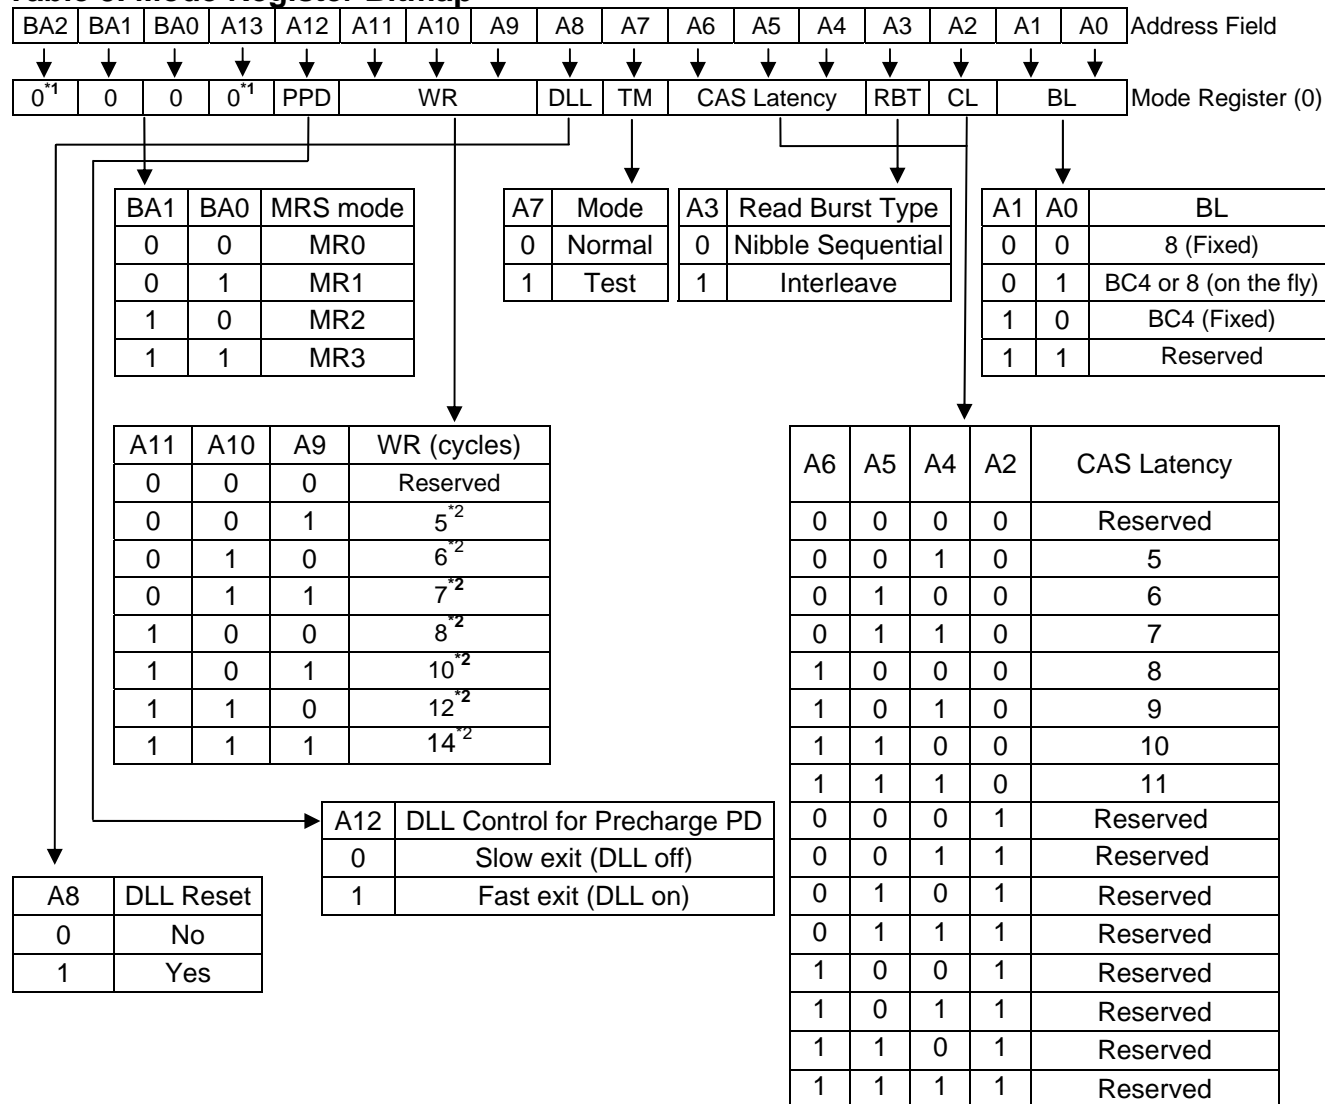 BA2 BA1 BA0 A13 A12 A11 A10 A9 A8 A7 A6 A5 A4 A3 A2 A1 A0 Address Field
0*1 0 0 0*1 PPD WR DLL TM CAS Latency RBT CL BL Mode Register (0)
BA1 BA0 MRS mode
0 0 MR0
0 1 MR1
1 0 MR2
1 1 MR3
A7 Mode
0 Normal
1 Test
A3 Read Burst Type
0 Nibble Sequential
1 Interleave
A1 A0 BL
0 0 8 (Fixed)
0 1 BC4 or 8 (on the fly)
1 0 BC4 (Fixed)
1 1 Reserved
A11 A10 A9 WR (cycles)
0 0 0 Reserved
0 0 1 5*2
0 1 0 6*2
0 1 1 7*2
1 0 0 8*2
1 0 1 10*2
1 1 0 12*2
1 1 1 14*2
A6 A5 A4 A2 CAS Latency
0 0 0 0 Reserved
0 0 1 0 5
0 1 0 0 6
0 1 1 0 7
1 0 0 0 8
1 0 1 0 9
1 1 0 0 10
1 1 1 0 11
0 0 0 1 Reserved
0 0 1 1 Reserved
0 1 0 1 Reserved
0 1 1 1 Reserved
1 0 0 1 Reserved
1 0 1 1 Reserved
1 1 0 1 Reserved
1 1 1 1 Reserved
A12 DLL Control for Precharge PD
0 Slow exit (DLL off)
1 Fast exit (DLL on)
A8 DLL Reset
0 No
1 Yes